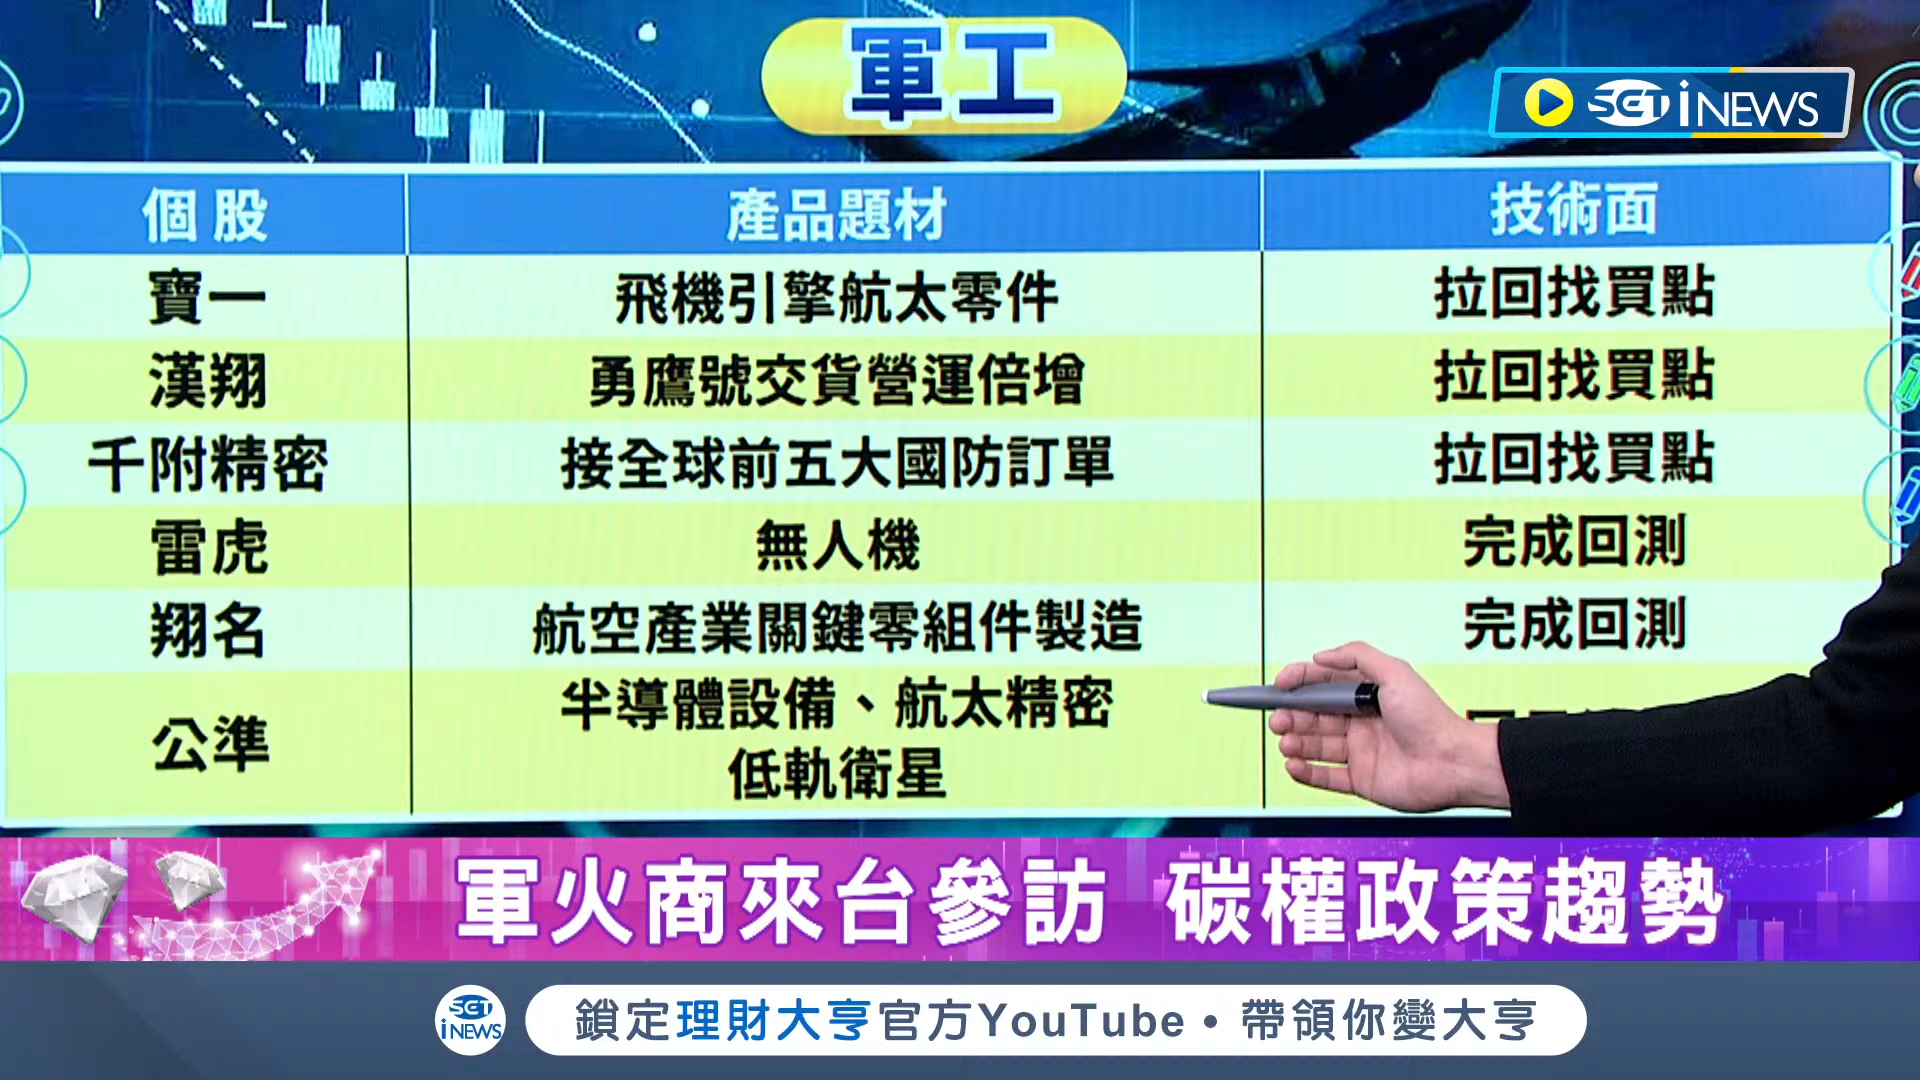 軍工
SET iNEWS
個股 產品題材 技術面
寶一 飛機引擎航太零件 拉回找買點
漢翔 勇鷹號交貨營運倍增 拉回找買點
千附精密 接全球前五大國防訂單 拉回找買點
雷虎 無人機 完成回測
翔名 航空產業關鍵零組件製造 完成回測
公準 半導體設備、航太精密
低軌衛星
軍火商來台參訪 碳權政策趨勢
SET iNEWS
鎖定理財大亨官方YouTube・帶領你變大亨